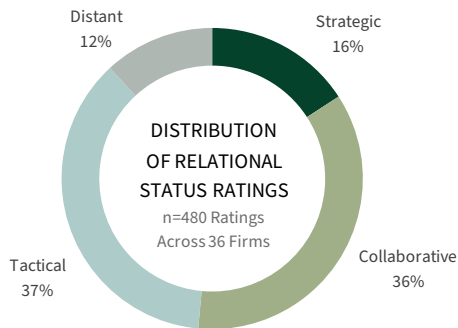 Distant
12%
Strategic
16%
DISTRIBUTION
OF RELATIONAL
STATUS RATINGS
n=480 Ratings
Across 36 Firms
Collaborative
36%
Tactical
37%